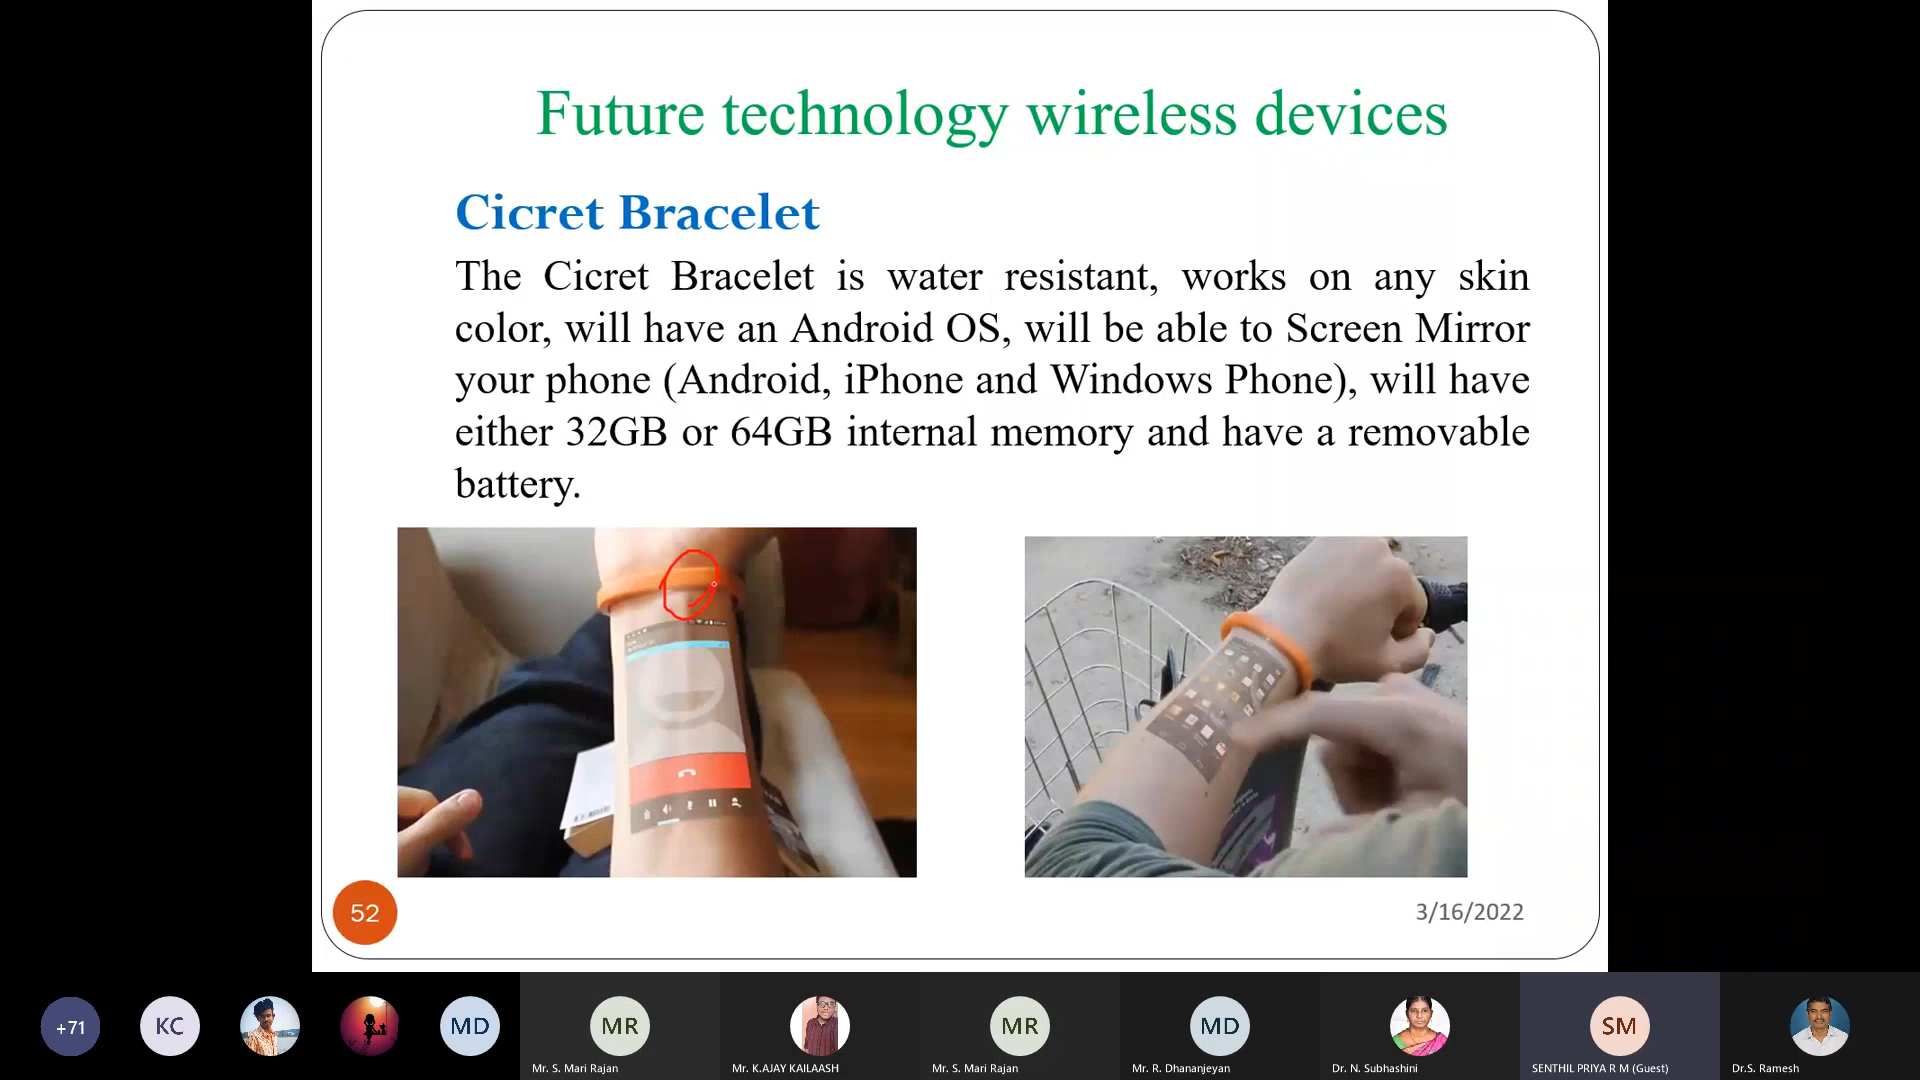 Future technology wireless devices
Cicret Bracelet
The Cicret Bracelet is water resistant, works on any skin
color, will have an Android OS, will be able to Screen Mirror
your phone (Android, iPhone and Windows Phone), will have
either 32GB or 64GB internal memory and have a removable
battery.
52
3/16/2022
+71
KC
MD
MR
MR
MD
SM
Mr. S. Mari Rajan
Mr. K.AJAY KAILAASH
Mr. S. Mari Rajan
Mr. R. Dhananjeyan
Dr. N. Subhashini
SENTHIL PRIYA R M (Guest)
Dr.S. Ramesh